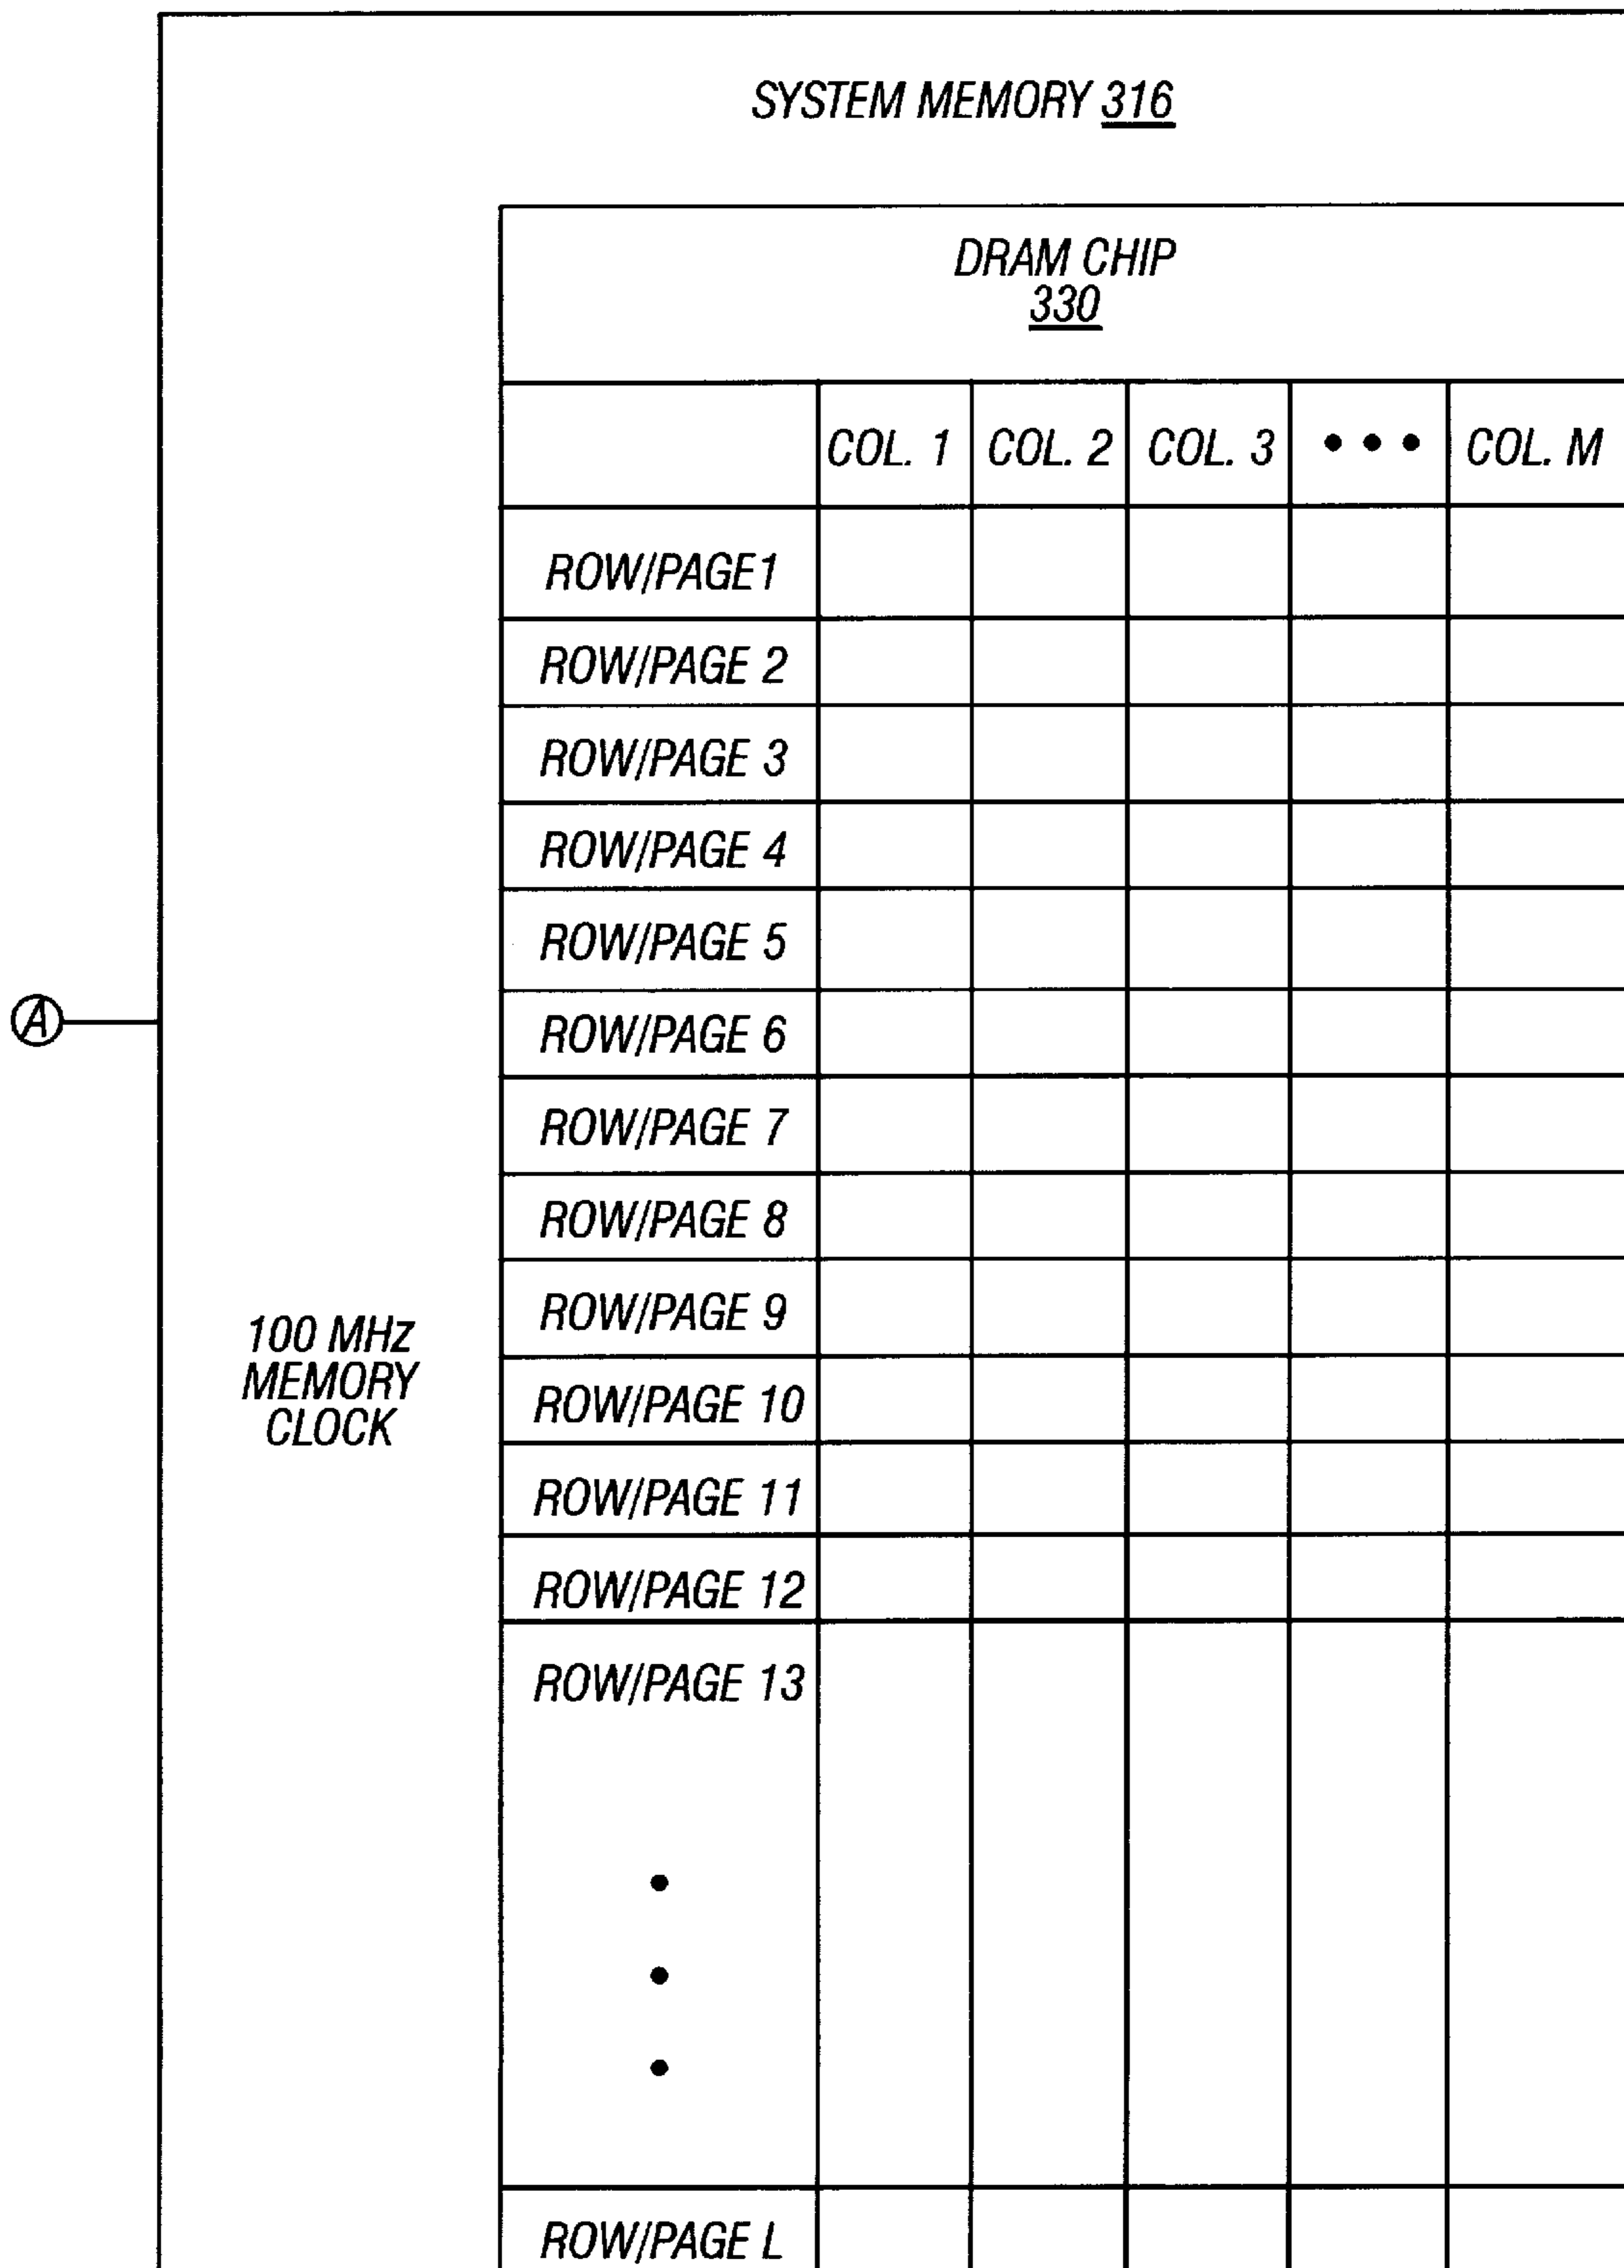 SYSTEM MEMORY 316
DRAM CHIP
330
COL. 1 COL. 2 COL. 3 • • • COL. M
ROW/PAGE1
ROW/PAGE 2
ROW/PAGE 3
ROW/PAGE 4
ROW/PAGE 5
A
ROW/PAGE 6
ROW/PAGE 7
ROW/PAGE 8
ROW/PAGE 9
100 MHz
MEMORY
CLOCK
ROW/PAGE 10
ROW/PAGE 11
ROW/PAGE 12
ROW/PAGE 13
•
•
•
ROW/PAGE L